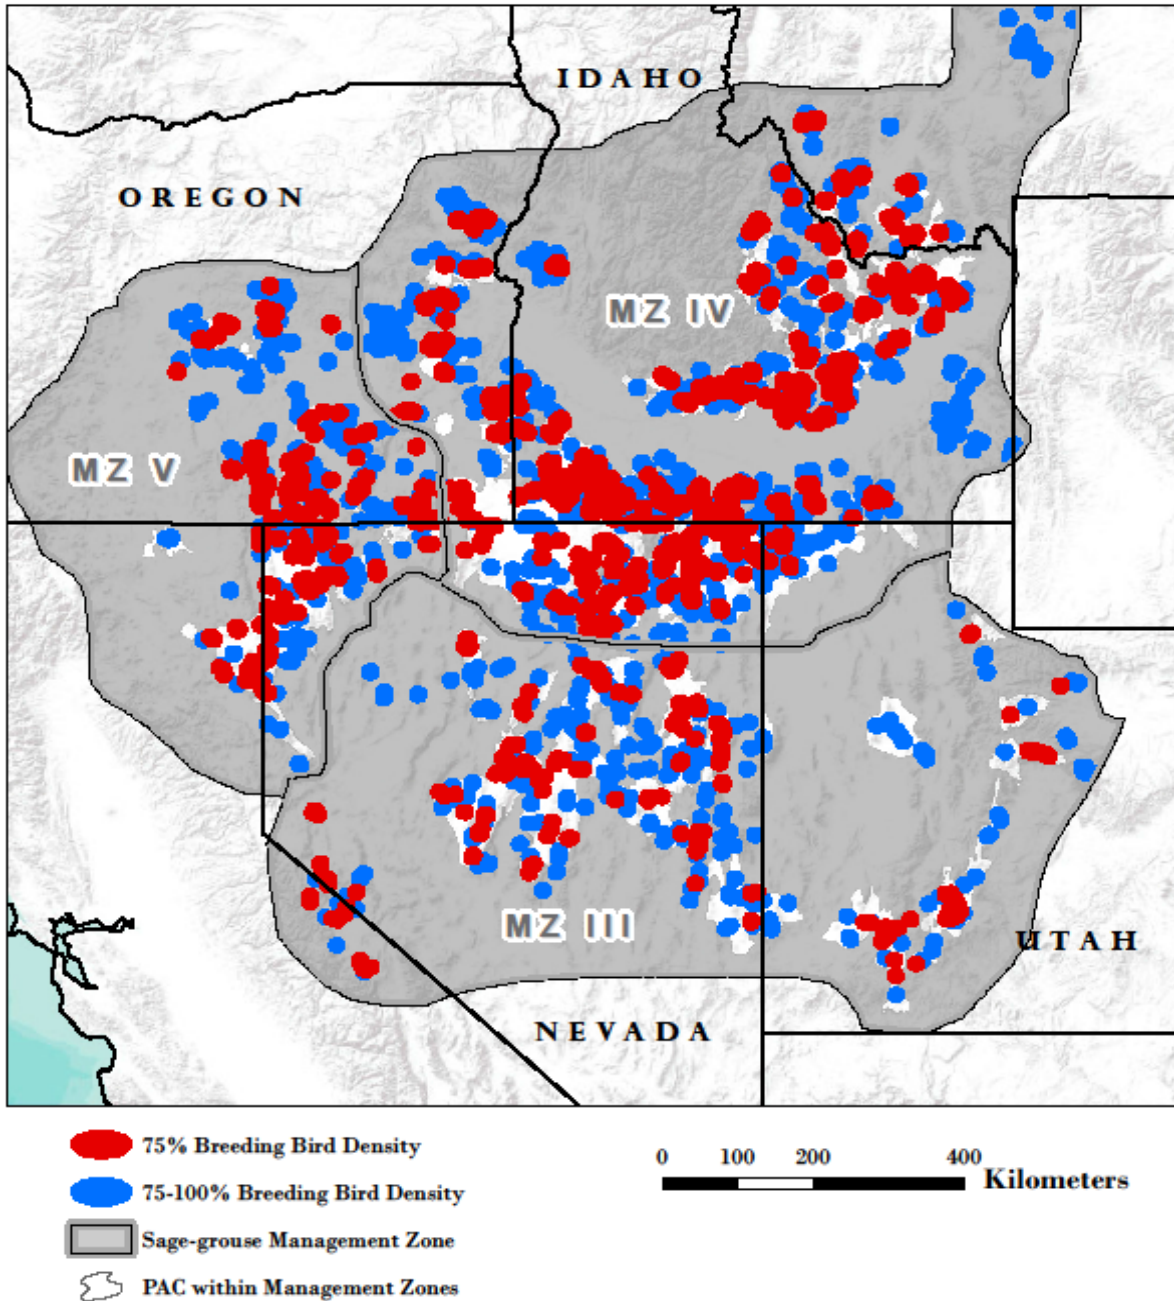 IDAHO
OREGON
MZ IV
MZ V
MZ III
UTAH
NEVADA
75% Breeding Bird Density
75-100% Breeding Bird Density
Sage-grouse Management Zone
PAC within Management Zones
0 100 200 400
Kilometers